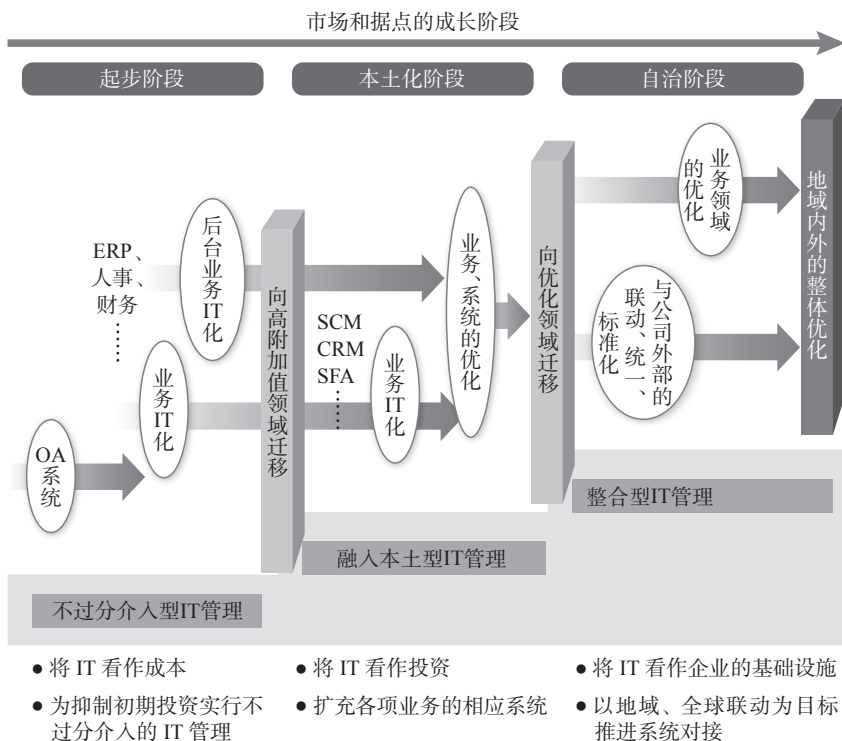 市场和据点的成长阶段
起步阶段
本土化阶段
自治阶段
OA
系统
ERP、
人事、
财务
……
业务IT化
后台业务IT化
向高附加值领域迁移
SCM
CRM
SFA
……
业务IT化
业务、系统的优化
向优化领域迁移
业务领域
的优化
与公司外部的
联动、统一、
标准化
地域内外的整体优化
不过分介入型IT管理
融入本土型IT管理
整合型IT管理
● 将 IT 看作成本
● 为抑制初期投资实行不
过分介入的 IT 管理
● 将 IT 看作投资
● 扩充各项业务的相应系统
● 将 IT 看作企业的基础设施
● 以地域、全球联动为目标
推进系统对接